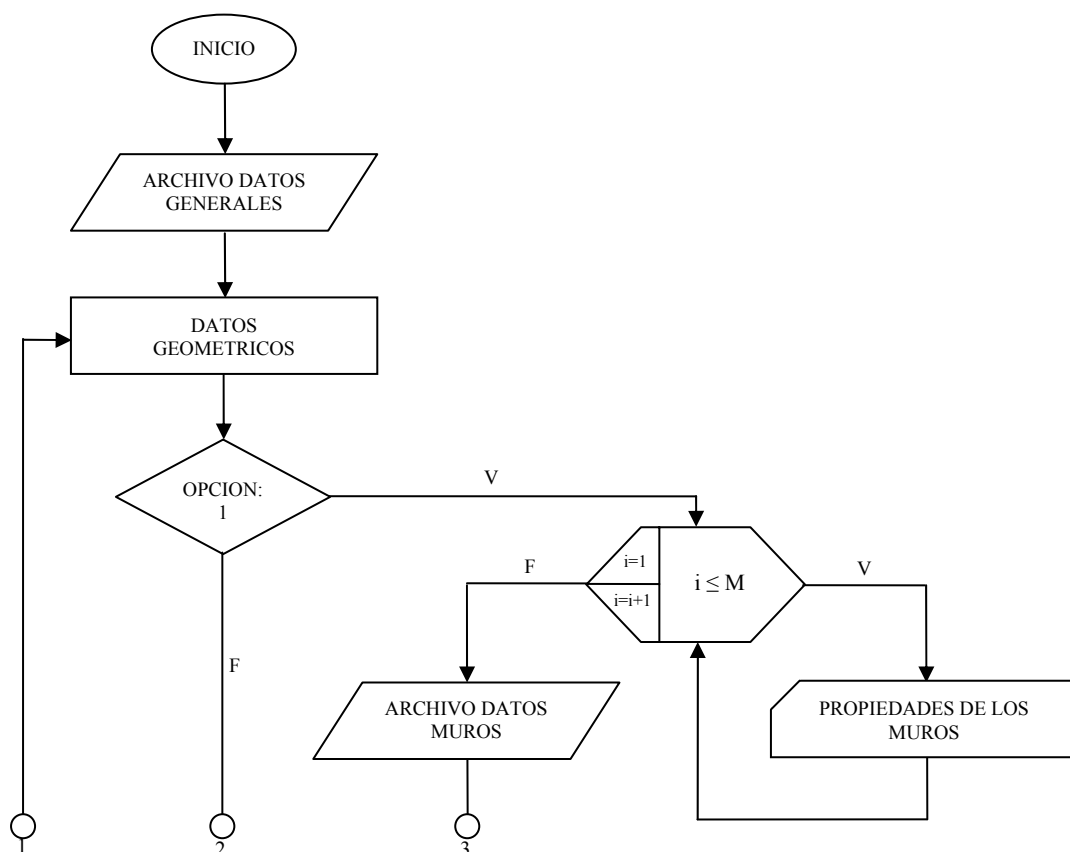 INICIO
ARCHIVO DATOS
GENERALES
DATOS
GEOMETRICOS
OPCION:
1
V
F
i=1
i=i+1
i ≤ M
V
F
ARCHIVO DATOS
MUROS
PROPIEDADES DE LOS
MUROS
2
3